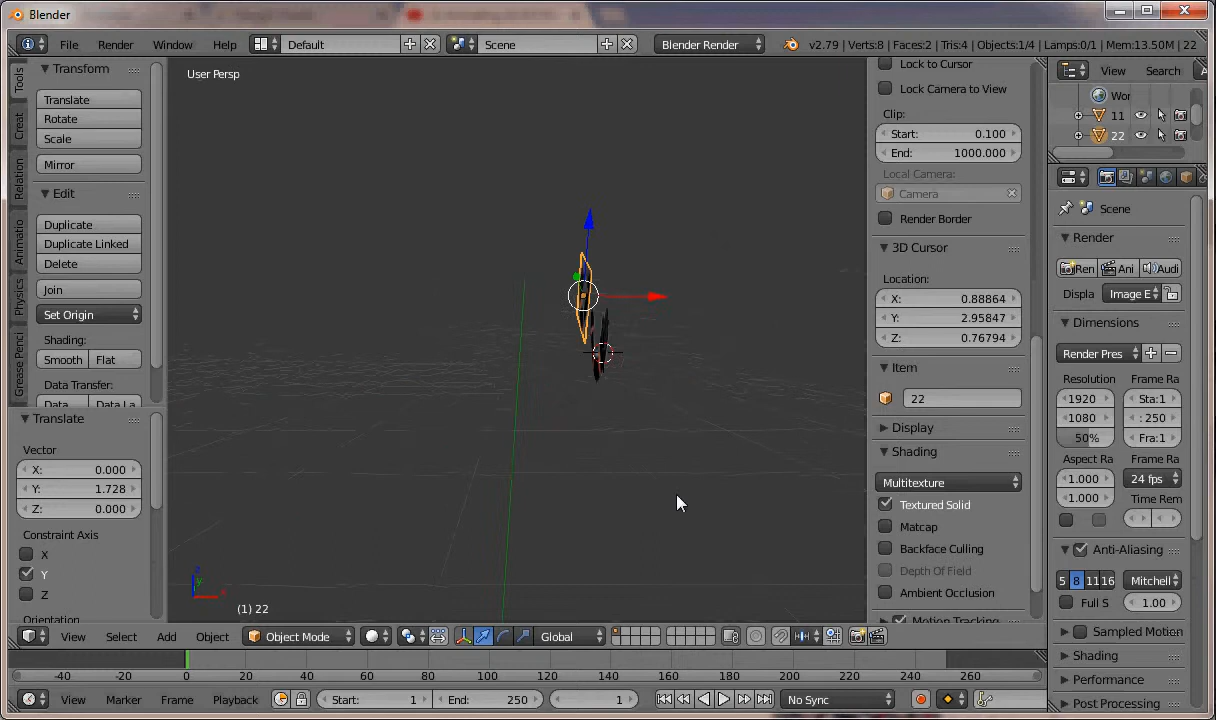 Blender
File Render Window Help Default Scene Blender Render v2.79 | Verts:8 | Faces:2 | Tris:4 | Objects:1/4 | Lamps:0/1 | Mem:13.50M | 22
Tools
Creat
Relation
Animatio
Physics
Grease Penci
Transform
Translate
Rotate
Scale
Mirror
Edit
Duplicate
Duplicate Linked
Delete
Join
Set Origin
Shading:
Smooth Flat
Data Transfer:
Data Data La
Translate
Vector
X: 0.000
Y: 1.728
Z: 0.000
Constraint Axis
X
Y
Z
Orientation
User Persp
z
y
x
(1) 22
Lock to Cursor
Lock Camera to View
Clip:
Start: 0.100
End: 1000.000
Local Camera:
Camera
Render Border
3D Cursor
Location:
X: 0.88864
Y: 2.95847
Z: 0.76794
Item
22
Display
Shading
Multitexture
Textured Solid
Matcap
Backface Culling
Depth Of Field
Ambient Occlusion
Motion Tracking
View Search
Wor
11
22
Scene
Render
Ren Ani Audi
Displa Image E
Dimensions
Render Pres
Resolution Frame Ra
1920 Sta:1
1080 : 250
50% Fra:1
Aspect Ra Frame Ra
1.000 24 fps
1.000 Time Rem
Anti-Aliasing
5 8 11 16 Mitchell
Full S 1.00
Sampled Motion
Shading
Performance
Post Processing
View Select Add Object Object Mode Global
-40 -20 0 20 40 60 80 100 120 140 160 180 200 220 240 260
View Marker Frame Playback Start: 1 End: 250 1 No Sync